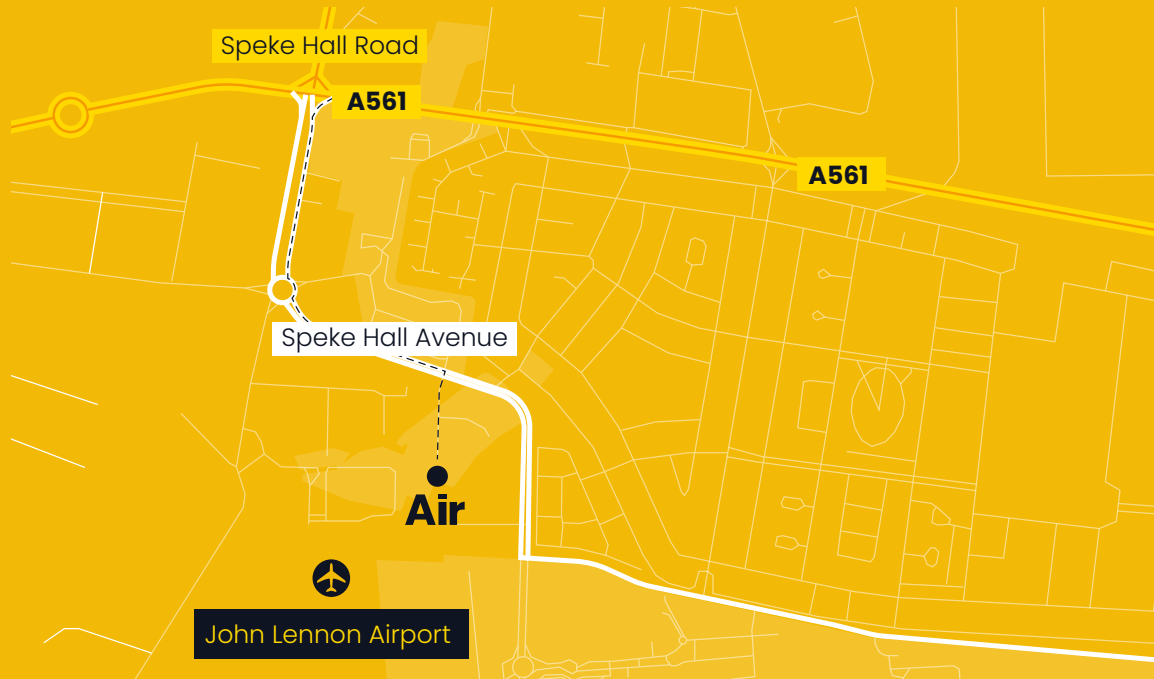 Speke Hall Road
A561
A561
Speke Hall Avenue
Air
John Lennon Airport